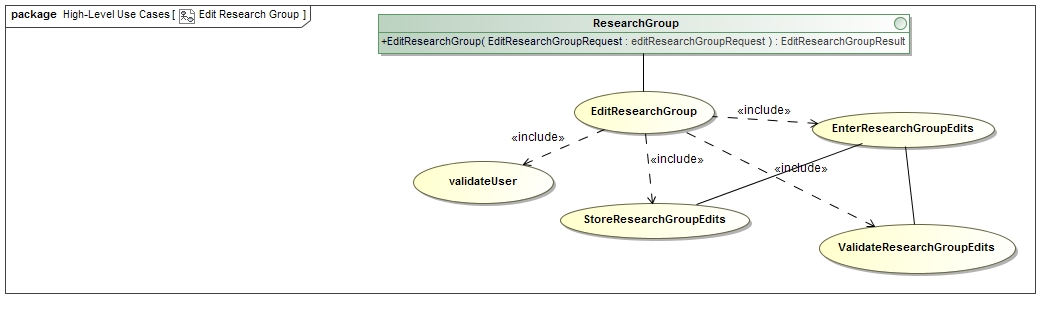 package High-Level Use Cases [ Edit Research Group ]
ResearchGroup
+EditResearchGroup( EditResearchGroupRequest : editResearchGroupRequest ) : EditResearchGroupResult
EditResearchGroup
«include»
EnterResearchGroupEdits
«include»
«include»
«include»
validateUser
StoreResearchGroupEdits
ValidateResearchGroupEdits